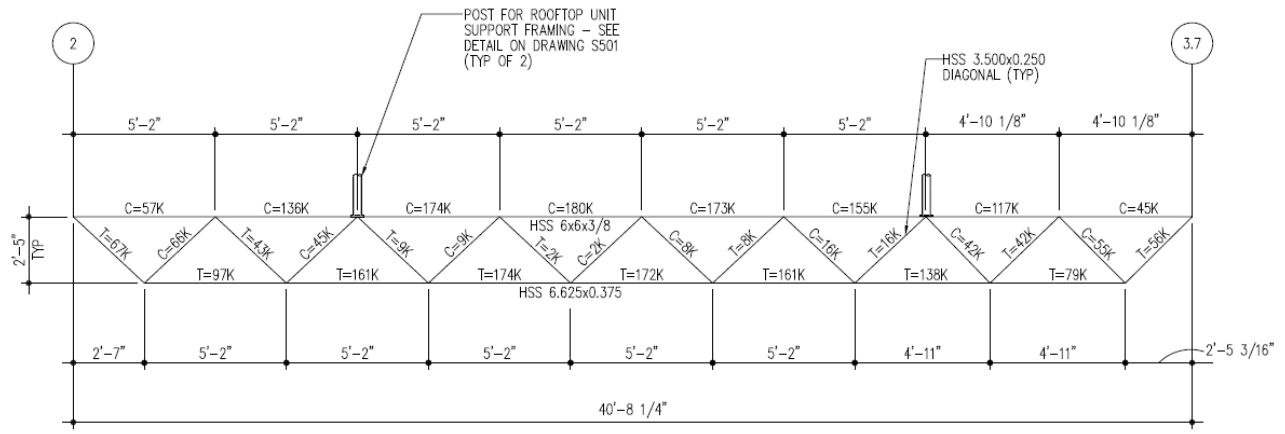 POST FOR ROOFTOP UNIT
SUPPORT FRAMING – SEE
DETAIL ON DRAWING S501
(TYP OF 2)
2
3.7
HSS 3.500x0.250
DIAGONAL (TYP)
5'-2"
5'-2"
5'-2"
5'-2"
5'-2"
5'-2"
4'-10 1/8"
4'-10 1/8"
C=57K
C=136K
C=174K
C=180K
C=173K
C=155K
C=117K
C=45K
HSS 6x6x3/8
2'-5"
TYP
T=67K
C=66K
T=43K
C=45K
T=9K
C=9K
T=2K
C=2K
C=8K
T=8K
C=16K
T=16K
C=42K
T=42K
C=55K
T=56K
T=97K
T=161K
T=174K
T=172K
T=161K
T=138K
T=79K
HSS 6.625x0.375
2'-7"
5'-2"
5'-2"
5'-2"
5'-2"
5'-2"
4'-11"
4'-11"
2'-5 3/16"
40'-8 1/4"